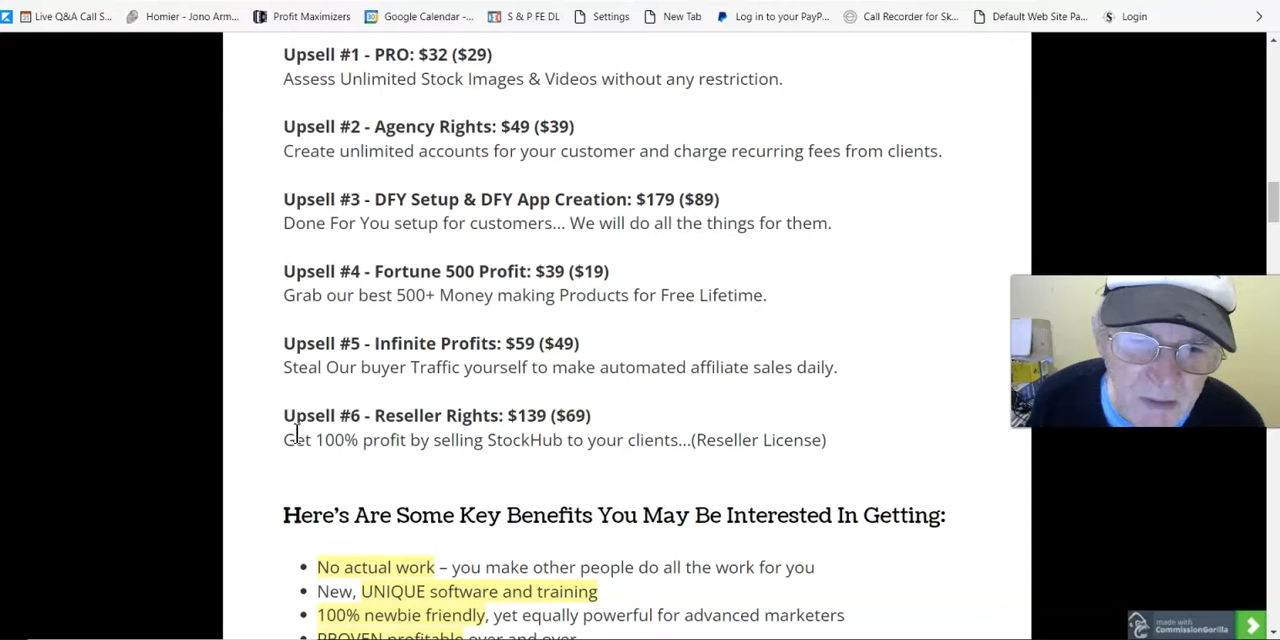 Live Q&A Call S...
Homier - Jono Arm...
Profit Maximizers
Google Calendar -...
S & P FE DL
Settings
New Tab
Log in to your PayP...
Call Recorder for Sk...
Default Web Site Pa...
Login
Upsell #1 - PRO: $32 ($29)
Assess Unlimited Stock Images & Videos without any restriction.
Upsell #2 - Agency Rights: $49 ($39)
Create unlimited accounts for your customer and charge recurring fees from clients.
Upsell #3 - DFY Setup & DFY App Creation: $179 ($89)
Done For You setup for customers... We will do all the things for them.
Upsell #4 - Fortune 500 Profit: $39 ($19)
Grab our best 500+ Money making Products for Free Lifetime.
Upsell #5 - Infinite Profits: $59 ($49)
Steal Our buyer Traffic yourself to make automated affiliate sales daily.
Upsell #6 - Reseller Rights: $139 ($69)
Get 100% profit by selling StockHub to your clients...(Reseller License)
Here's Are Some Key Benefits You May Be Interested In Getting:
• No actual work – you make other people do all the work for you
• New, UNIQUE software and training
• 100% newbie friendly, yet equally powerful for advanced marketers
• PROVEN profitable over and over
made with
CommissionGorilla